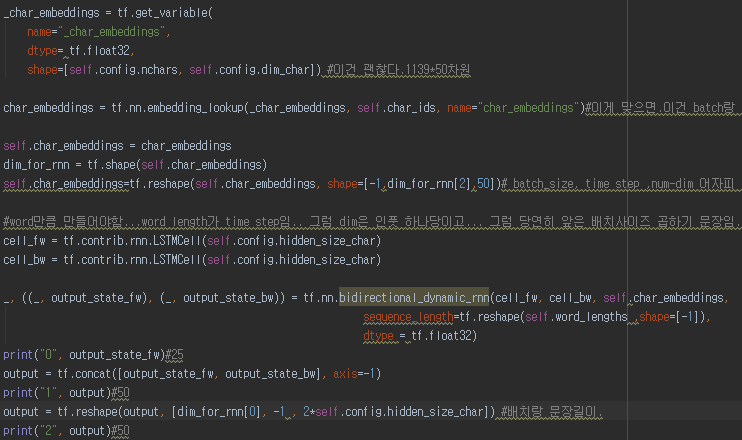 _char_embeddings = tf.get_variable(
name="_char_embeddings",
dtype=_tf.float32,
shape=[self.config.nchars, self.config.dim_char]) #이건 괜찮다.1139*50차원
char_embeddings = tf.nn.embedding_lookup(_char_embeddings, self.char_ids, name="char_embeddings")#이게 맞으면.이건 batch랑
self.char_embeddings = char_embeddings
dim_for_rnn = tf.shape(self.char_embeddings)
self.char_embeddings=tf.reshape(self.char_embeddings, shape=[-1,dim_for_rnn[2],50])# batch_size, time step ,num-dim 어자피
#word만큼 만들어야함...word length가 time step임... 그럼 dim은 인풋 하나당이고... 그럼 당연히 앞은 배치사이즈 곱하기 문장임.
cell_fw = tf.contrib.rnn.LSTMCell(self.config.hidden_size_char)
cell_bw = tf.contrib.rnn.LSTMCell(self.config.hidden_size_char)
_, ((_, output_state_fw), (_, output_state_bw)) = tf.nn.bidirectional_dynamic_rnn(cell_fw, cell_bw, self.char_embeddings,
sequence_length=tf.reshape(self.word_lengths ,shape=[-1]),
dtype = tf.float32)
print("0", output_state_fw)#25
output = tf.concat([output_state_fw, output_state_bw], axis=-1)
print("1", output)#50
output = tf.reshape(output, [dim_for_rnn[0], -1 , 2*self.config.hidden_size_char]) #배치랑 문장길이.
print("2", output)#50